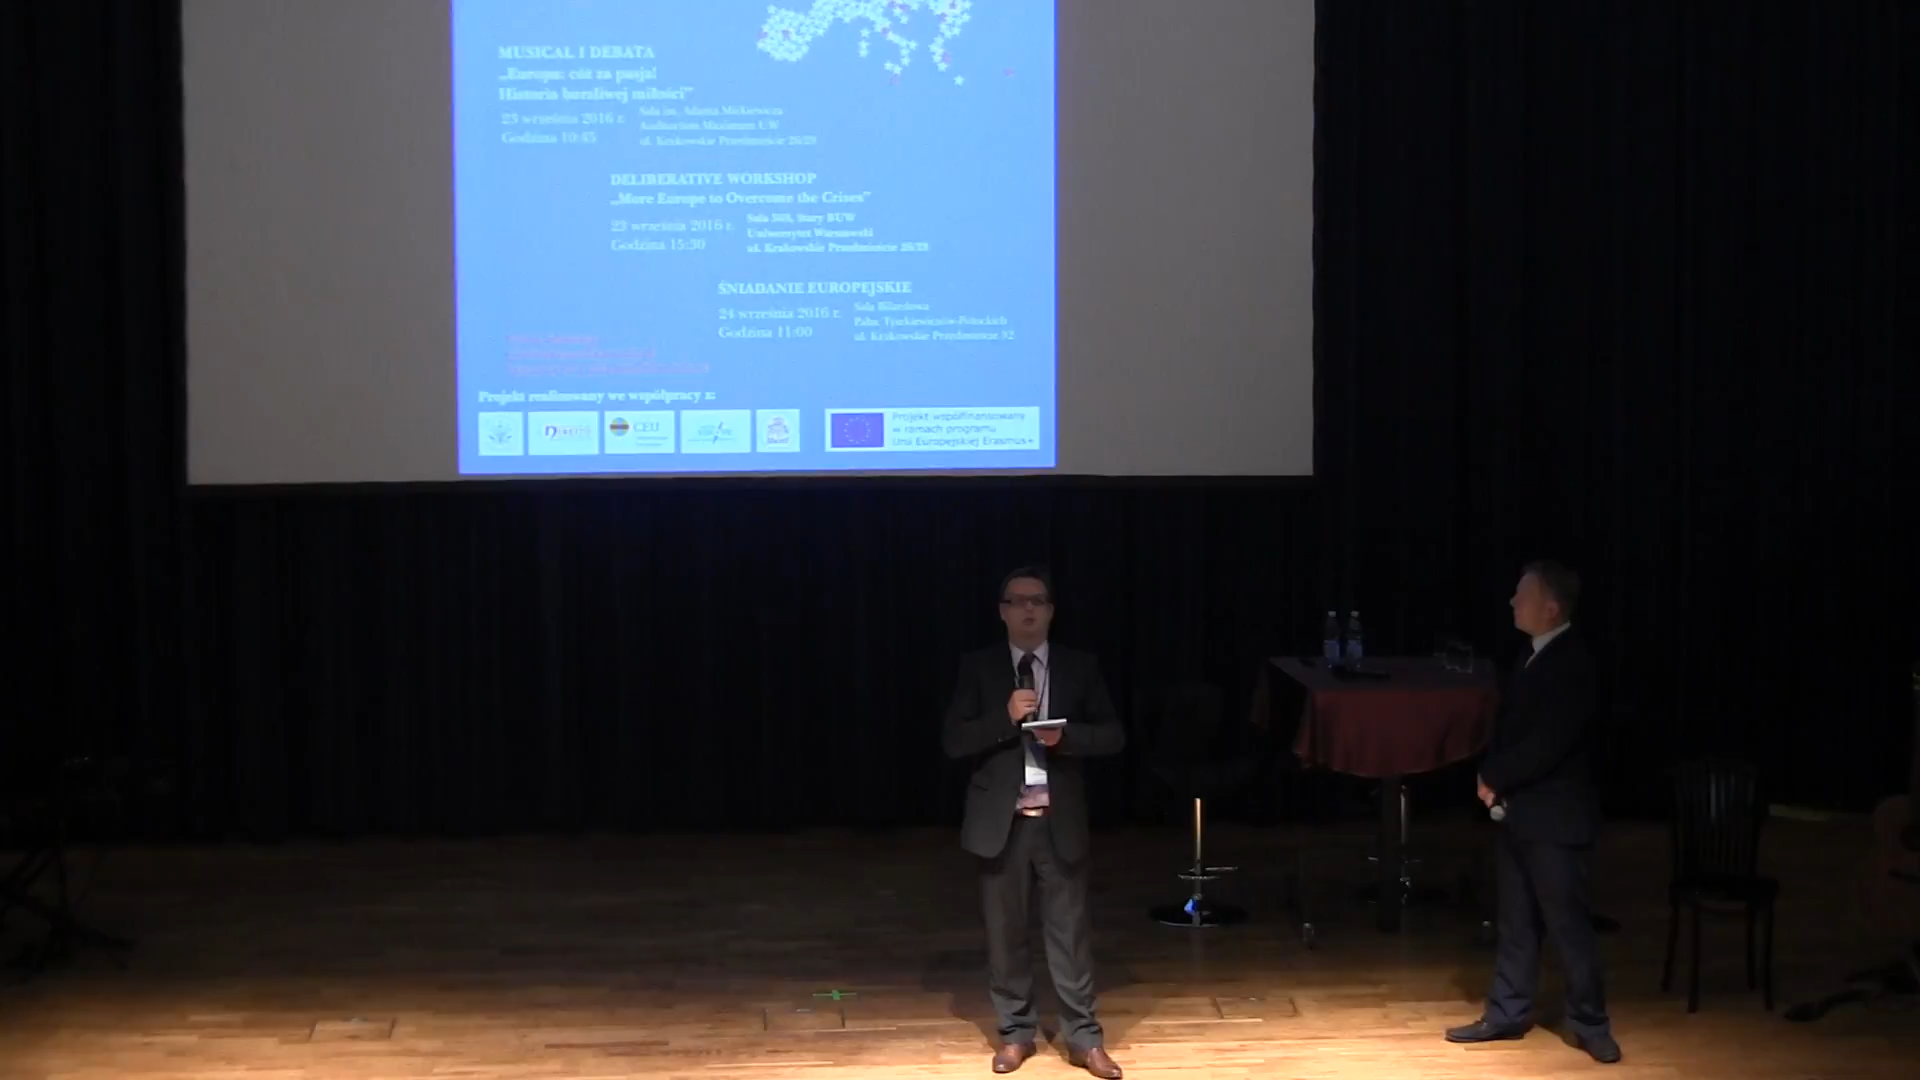 MUSICAL I DEBATA
„Europa: cóż za pasja!
Historia burzliwej miłości”
23 września 2016 r.
Godzina 10:45
Sala im. Adama Mickiewicza
Auditorium Maximum UW
ul. Krakowskie Przedmieście 26/28
DELIBERATIVE WORKSHOP
„More Europe to Overcome the Crises”
23 września 2016 r.
Godzina 15:30
Sala 308, Stary BUW
Uniwersytet Warszawski
ul. Krakowskie Przedmieście 26/28
ŚNIADANIE EUROPEJSKIE
24 września 2016 r.
Godzina 11:00
Sala Bilardowa
Pałac Tyszkiewiczów-Potockich
ul. Krakowskie Przedmieście 32
Projekt realizowany we współpracy z:
CEU
Projekt współfinansowany
w ramach programu
Unii Europejskiej Erasmus+